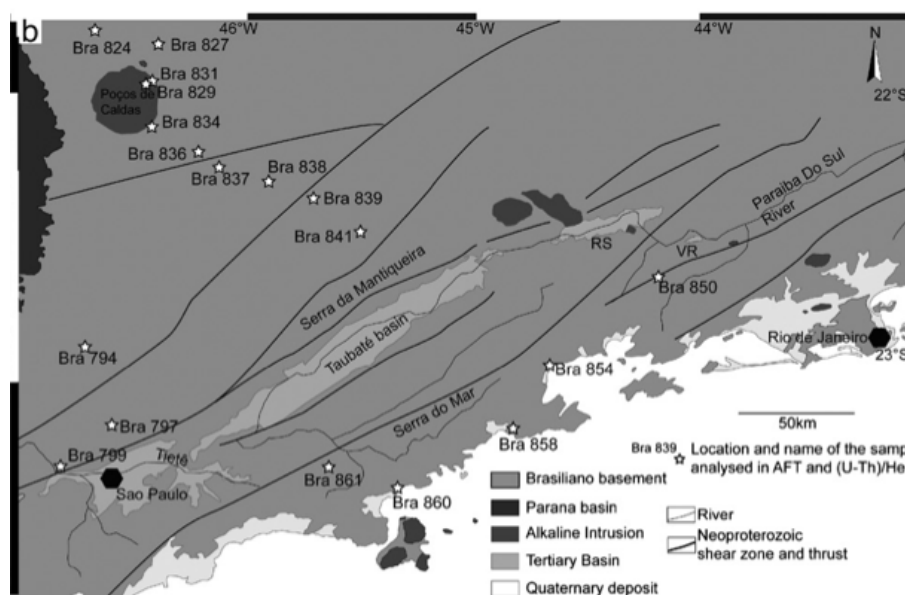 b
46°W
45°W
44°W
N
22°S
Bra 824
Bra 827
Bra 831
Bra 829
Poços de
Caldas
Bra 834
Bra 836
Bra 837
Bra 838
Bra 839
Bra 841
Paraiba Do Sul
River
RS
VR
Bra 850
Serra da Mantiqueira
Taubaté basin
Rio de Janeiro
23°S
Bra 794
Bra 854
50km
Serra do Mar
Bra 797
Bra 858
Bra 799
Tieté
Sao Paulo
Bra 861
Bra 860
Bra 839
Location and name of the samp
analysed in AFT and (U-Th)/He
Brasiliano basement
Parana basin
Alkaline Intrusion
Tertiary Basin
Quaternary deposit
River
Neoproterozoic
shear zone and thrust